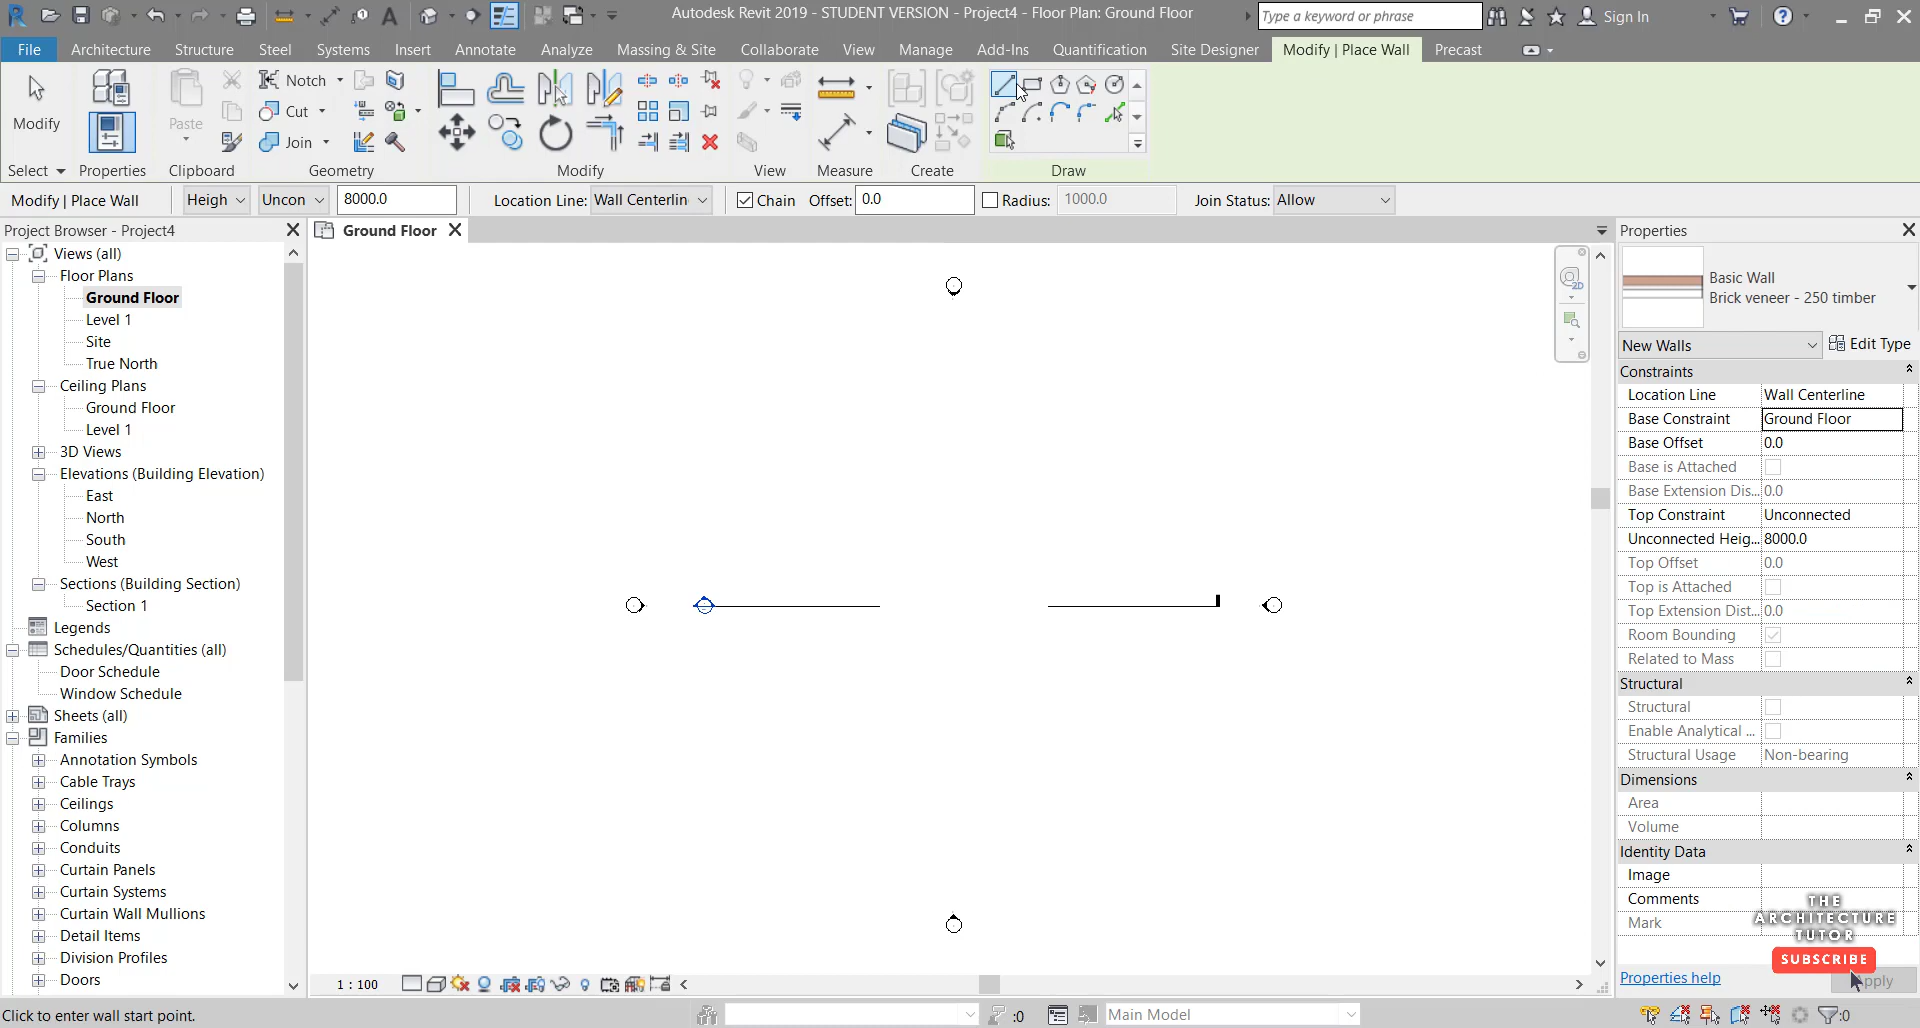 Autodesk Revit 2019 - STUDENT VERSION - Project4 - Floor Plan: Ground Floor
Type a keyword or phrase
Sign In
File Architecture Structure Steel Systems Insert Annotate Analyze Massing & Site Collaborate View Manage Add-Ins Quantification Site Designer Modify | Place Wall Precast
Modify
Paste
Notch
Cut
Join
Select Properties Clipboard Geometry Modify View Measure Create Draw
Modify | Place Wall
Heigh
Uncon
8000.0
Location Line: Wall Centerlin
Chain
Offset: 0.0
Radius: 1000.0
Join Status: Allow
Project Browser - Project4
Views (all)
Floor Plans
Ground Floor
Level 1
Site
True North
Ceiling Plans
Ground Floor
Level 1
3D Views
Elevations (Building Elevation)
East
North
South
West
Sections (Building Section)
Section 1
Legends
Schedules/Quantities (all)
Door Schedule
Window Schedule
Sheets (all)
Families
Annotation Symbols
Cable Trays
Ceilings
Columns
Conduits
Curtain Panels
Curtain Systems
Curtain Wall Mullions
Detail Items
Division Profiles
Doors
Ground Floor
2D
1 : 100
Properties
Basic Wall
Brick veneer - 250 timber
New Walls
Edit Type
Constraints
Location Line Wall Centerline
Base Constraint Ground Floor
Base Offset 0.0
Base is Attached
Base Extension Dis... 0.0
Top Constraint Unconnected
Unconnected Heig... 8000.0
Top Offset 0.0
Top is Attached
Top Extension Dist... 0.0
Room Bounding
Related to Mass
Structural
Structural
Enable Analytical ...
Structural Usage Non-bearing
Dimensions
Area
Volume
Identity Data
Image
Comments
Mark
THE
ARCHITECTURE
TUTOR
SUBSCRIBE
Properties help
pply
Click to enter wall start point.
:0
Main Model
:0